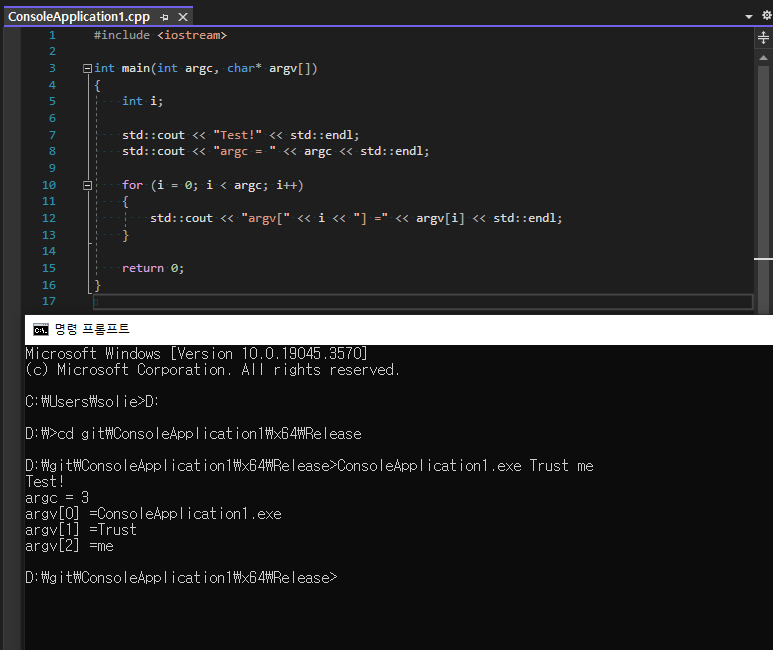 ConsoleApplication1.cpp
1 #include <iostream>
2
3 int main(int argc, char* argv[])
4 {
5 int i;
6
7 std::cout << "Test!" << std::endl;
8 std::cout << "argc = " << argc << std::endl;
9
10 for (i = 0; i < argc; i++)
11 {
12 std::cout << "argv[" << i << "] =" << argv[i] << std::endl;
13 }
14
15 return 0;
16 }
17
명령 프롬프트
Microsoft Windows [Version 10.0.19045.3570]
(c) Microsoft Corporation. All rights reserved.
C:₩Users₩solie>D:
D:₩>cd git₩ConsoleApplication1₩x64₩Release
D:₩git₩ConsoleApplication1₩x64₩Release>ConsoleApplication1.exe Trust me
Test!
argc = 3
argv[0] =ConsoleApplication1.exe
argv[1] =Trust
argv[2] =me
D:₩git₩ConsoleApplication1₩x64₩Release>